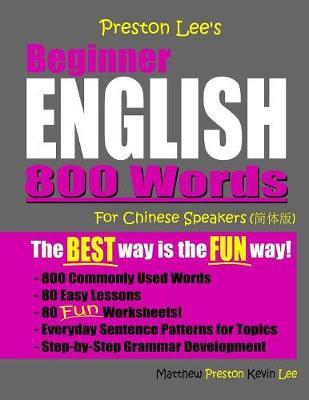 Preston Lee's
Beginner
ENGLISH
800 Words
For Chinese Speakers (简体版)
The BEST way is the FUN way!
- 800 Commonly Used Words
- 80 Easy Lessons
- 80 Fun Worksheets!
- Everyday Sentence Patterns for Topics
- Step-by-Step Grammar Development
Matthew Preston Kevin Lee